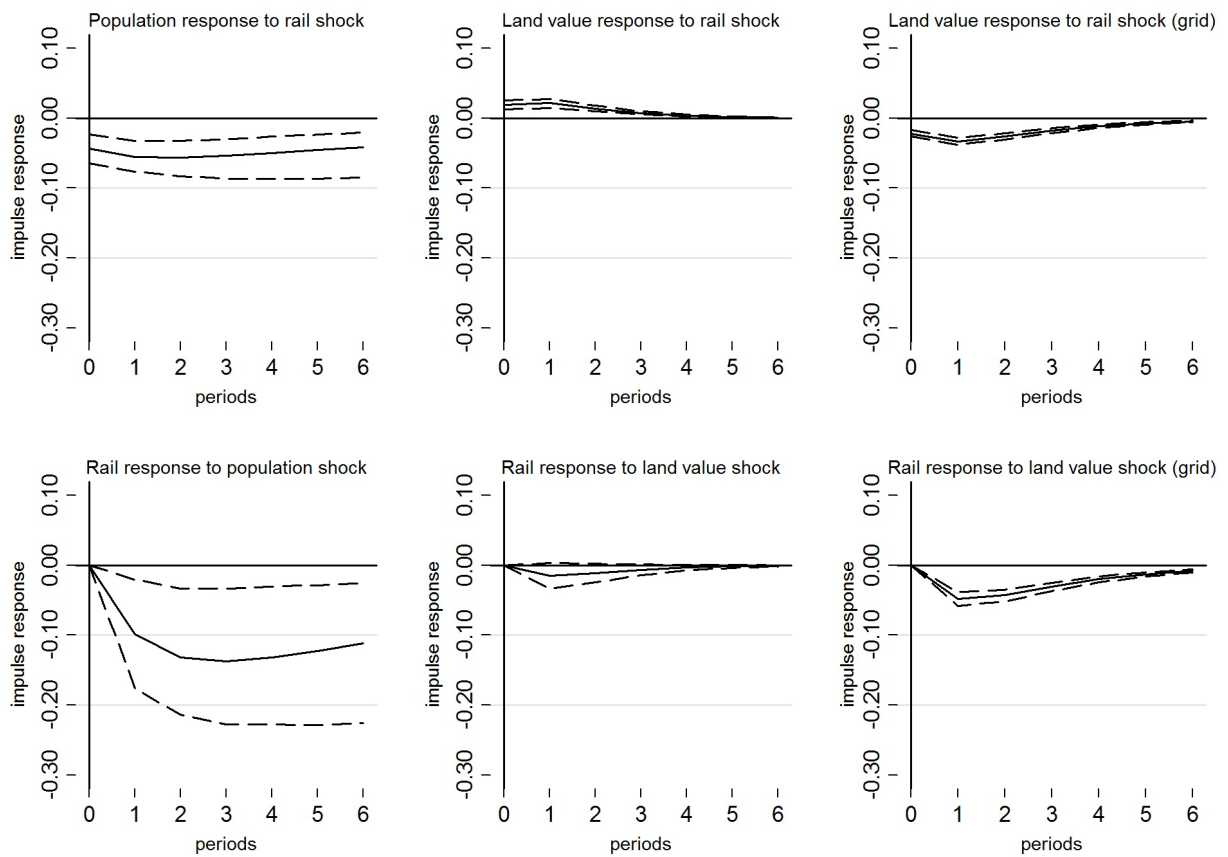 Population response to rail shock
impulse response
0.10
0.00
-0.10
-0.20
-0.30
0 1 2 3 4 5 6
periods
Land value response to rail shock
impulse response
0.10
0.00
-0.10
-0.20
-0.30
0 1 2 3 4 5 6
periods
Land value response to rail shock (grid)
impulse response
0.10
0.00
-0.10
-0.20
-0.30
0 1 2 3 4 5 6
periods
Rail response to population shock
impulse response
0.10
0.00
-0.10
-0.20
-0.30
0 1 2 3 4 5 6
periods
Rail response to land value shock
impulse response
0.10
0.00
-0.10
-0.20
-0.30
0 1 2 3 4 5 6
periods
Rail response to land value shock (grid)
impulse response
0.10
0.00
-0.10
-0.20
-0.30
0 1 2 3 4 5 6
periods